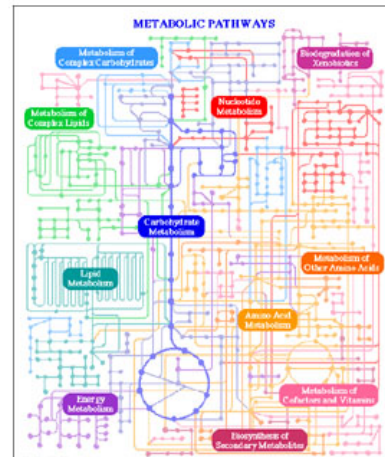 METABOLIC PATHWAYS
Metabolism of
Complex Carbohydrates
Biodegradation of
Xenobiotics
Nucleotide
Metabolism
Metabolism of
Complex Lipids
Carbohydrate
Metabolism
Metabolism of
Other Amino Acids
Lipid
Metabolism
Amino Acid
Metabolism
Energy
Metabolism
Metabolism of
Cofactors and Vitamins
Biosynthesis of
Secondary Metabolites